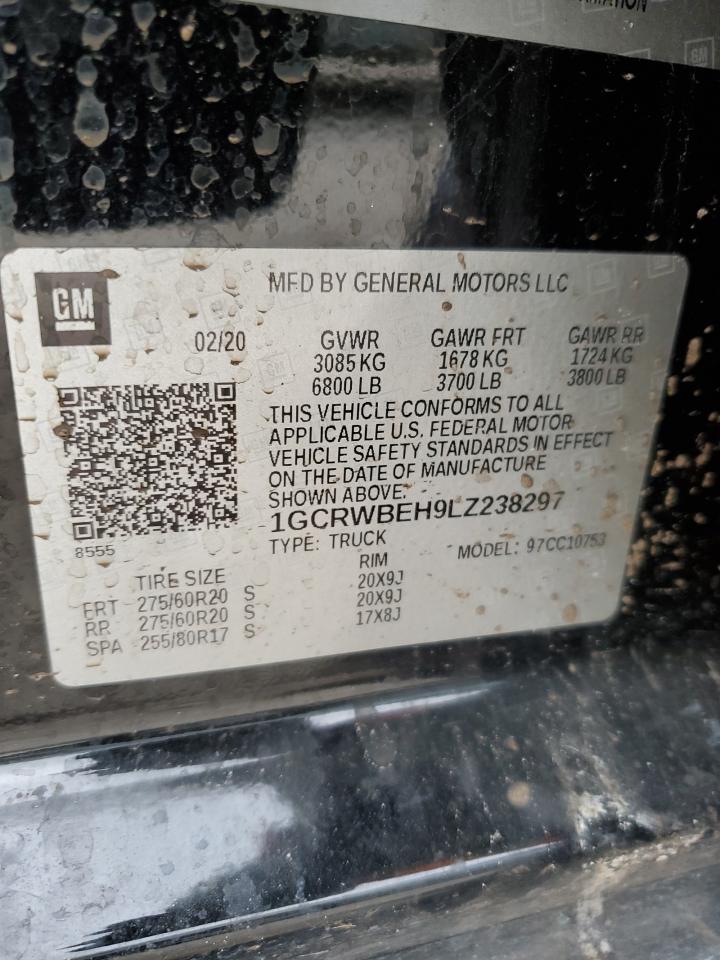 GM
MFD BY GENERAL MOTORS LLC
02/20 GVWR GAWR FRT GAWR RR
3085 KG 1678 KG 1724 KG
6800 LB 3700 LB 3800 LB
THIS VEHICLE CONFORMS TO ALL
APPLICABLE U.S. FEDERAL MOTOR
VEHICLE SAFETY STANDARDS IN EFFECT
ON THE DATE OF MANUFACTURE
SHOWN ABOVE.
1GCRWBEH9LZ238297
8555
TYPE: TRUCK MODEL: 97CC10753
TIRE SIZE RIM
FRT 275/60R20 S 20X9J
RR 275/60R20 S 20X9J
SPA 255/80R17 S 17X8J